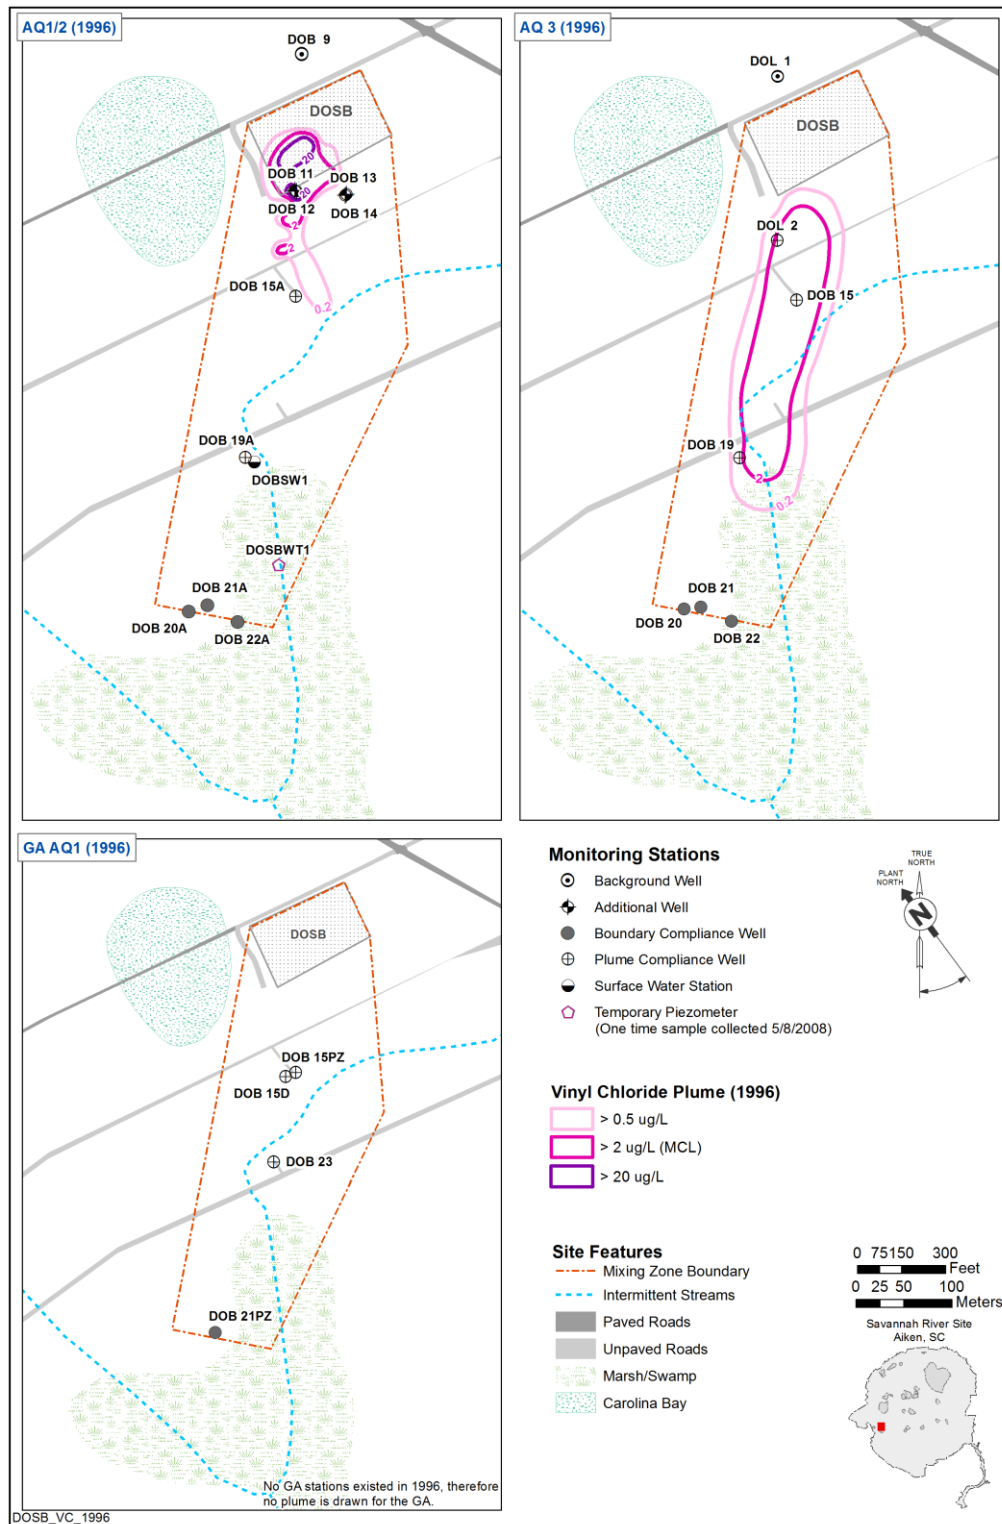 AQ1/2 (1996)
DOB 9
DOSB
20
DOB 11
DOB 13
20
DOB 12
DOB 14
2
2
DOB 15A
0.2
DOB 19A
DOBSW1
DOSBWT1
DOB 21A
DOB 20A
DOB 22A
AQ 3 (1996)
DOL 1
DOSB
DOL 2
DOB 15
DOB 19
2
0.2
DOB 21
DOB 20
DOB 22
GA AQ1 (1996)
DOSB
DOB 15PZ
DOB 15D
DOB 23
DOB 21PZ
No GA stations existed in 1996, therefore
no plume is drawn for the GA.
DOSB_VC_1996
Monitoring Stations
Background Well
Additional Well
Boundary Compliance Well
Plume Compliance Well
Surface Water Station
Temporary Piezometer
(One time sample collected 5/8/2008)
TRUE
NORTH
PLANT
NORTH
N
Vinyl Chloride Plume (1996)
> 0.5 ug/L
> 2 ug/L (MCL)
> 20 ug/L
Site Features
Mixing Zone Boundary
Intermittent Streams
Paved Roads
Unpaved Roads
Marsh/Swamp
Carolina Bay
0 75 150 300
Feet
0 25 50 100
Meters
Savannah River Site
Aiken, SC